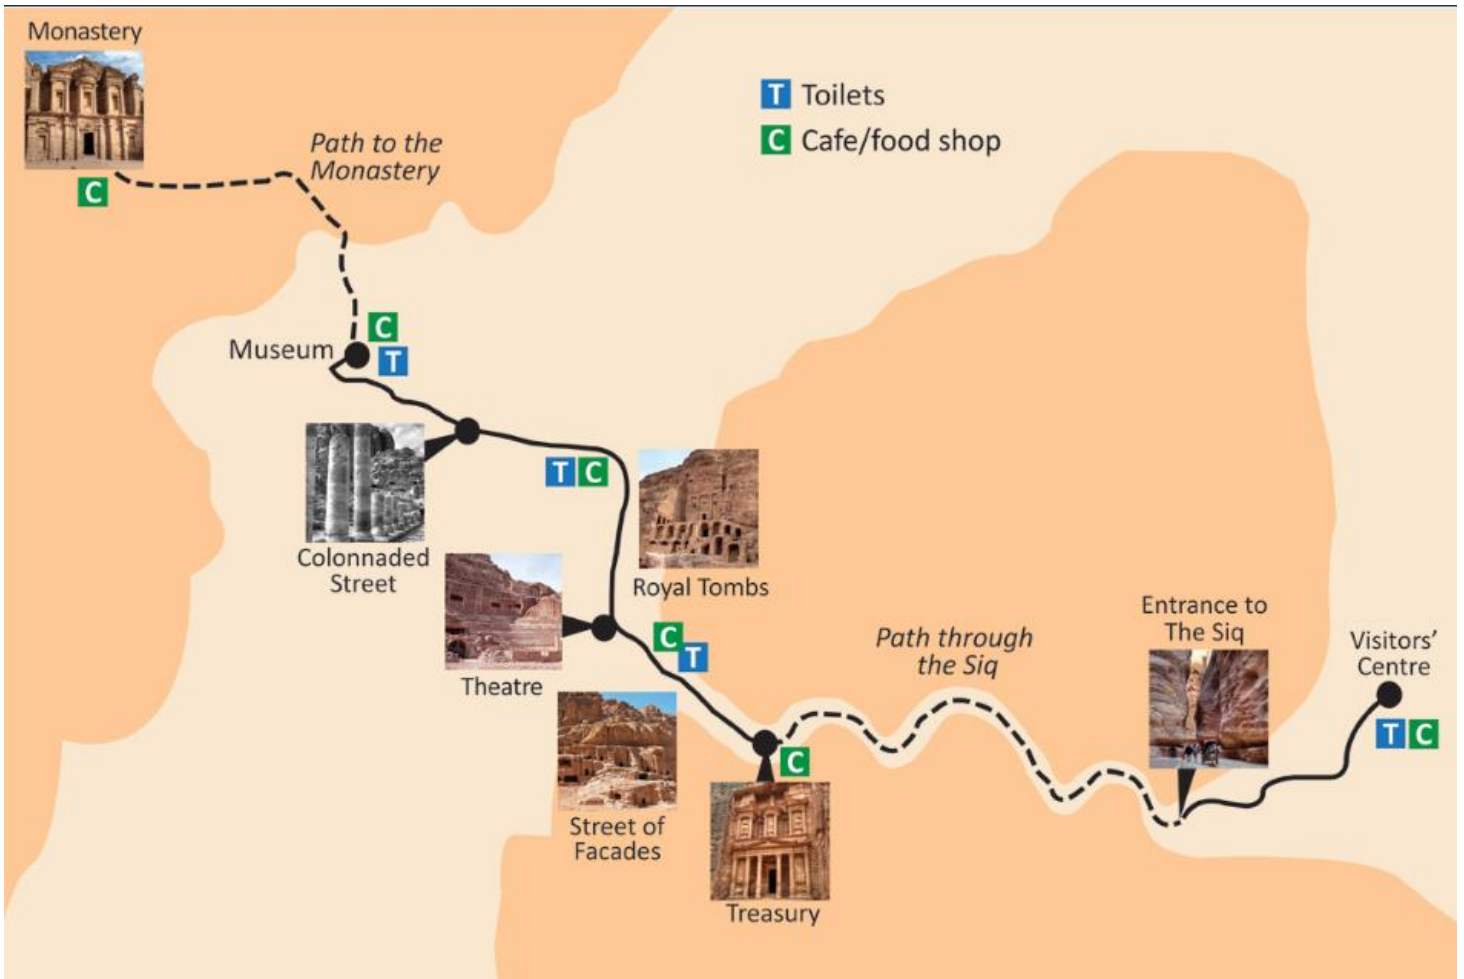 Monastery
C
Path to the
Monastery
T Toilets
C Cafe/food shop
C
Museum
T
T C
Colonnaded
Street
Royal Tombs
Theatre
C
T
Path through
the Siq
Entrance to
The Siq
Visitors’
Centre
T C
C
Street of
Facades
Treasury